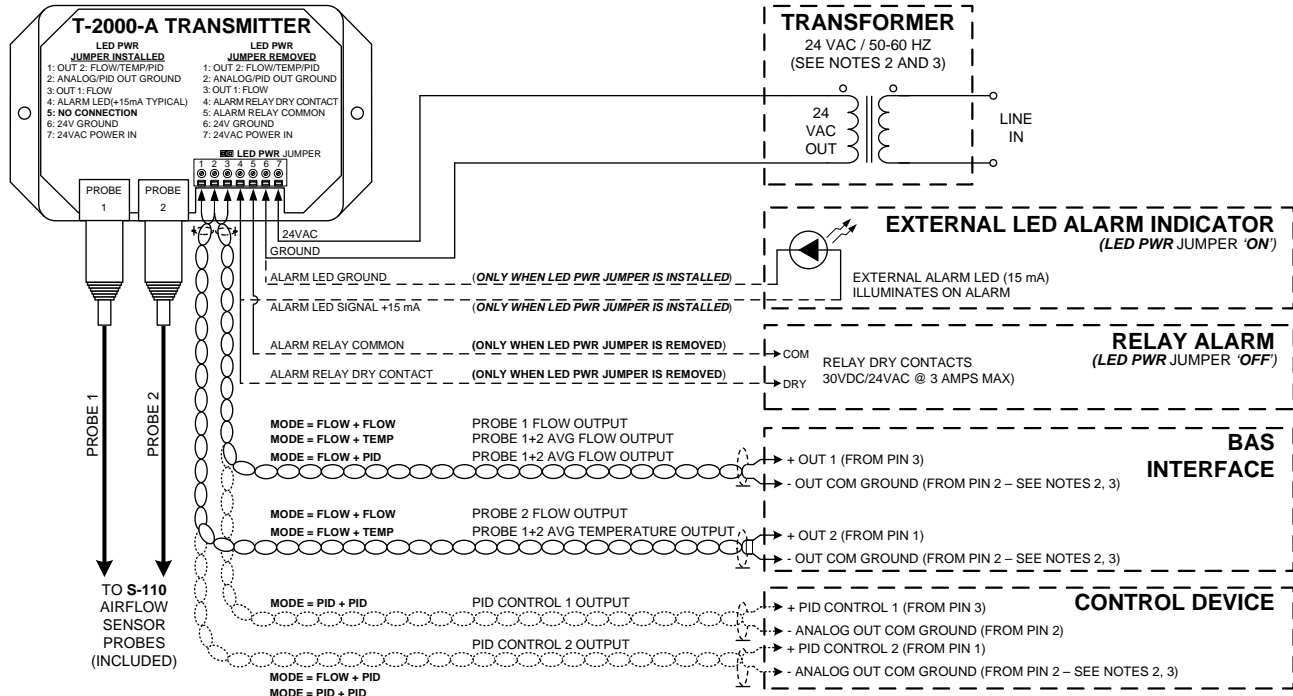 T-2000-A TRANSMITTER
LED PWR
JUMPER INSTALLED
1: OUT 2: FLOW/TEMP/PID
2: ANALOG/PID OUT GROUND
3: OUT 1: FLOW
4: ALARM LED(+15mA TYPICAL)
5: NO CONNECTION
6: 24V GROUND
7: 24VAC POWER IN
LED PWR
JUMPER REMOVED
1: OUT 2: FLOW/TEMP/PID
2: ANALOG/PID OUT GROUND
3: OUT 1: FLOW
4: ALARM RELAY DRY CONTACT
5: ALARM RELAY COMMON
6: 24V GROUND
7: 24VAC POWER IN
LED PWR JUMPER
1 2 3 4 5 6 7
PROBE
1
PROBE
2
TRANSFORMER
24 VAC / 50-60 HZ
(SEE NOTES 2 AND 3)
24
VAC
OUT
LINE
IN
24VAC
GROUND
ALARM LED GROUND (ONLY WHEN LED PWR JUMPER IS INSTALLED)
ALARM LED SIGNAL +15 mA (ONLY WHEN LED PWR JUMPER IS INSTALLED)
EXTERNAL LED ALARM INDICATOR
(LED PWR JUMPER 'ON')
EXTERNAL ALARM LED (15 mA)
ILLUMINATES ON ALARM
ALARM RELAY COMMON (ONLY WHEN LED PWR JUMPER IS REMOVED)
ALARM RELAY DRY CONTACT (ONLY WHEN LED PWR JUMPER IS REMOVED)
RELAY ALARM
(LED PWR JUMPER 'OFF')
COM
DRY
RELAY DRY CONTACTS
30VDC/24VAC @ 3 AMPS MAX)
PROBE 1
PROBE 2
MODE = FLOW + FLOW PROBE 1 FLOW OUTPUT
MODE = FLOW + TEMP PROBE 1+2 AVG FLOW OUTPUT
MODE = FLOW + PID PROBE 1+2 AVG FLOW OUTPUT
BAS
INTERFACE
+ OUT 1 (FROM PIN 3)
- OUT COM GROUND (FROM PIN 2 – SEE NOTES 2, 3)
MODE = FLOW + FLOW PROBE 2 FLOW OUTPUT
MODE = FLOW + TEMP PROBE 1+2 AVG TEMPERATURE OUTPUT
+ OUT 2 (FROM PIN 1)
- OUT COM GROUND (FROM PIN 2 – SEE NOTES 2, 3)
TO S-110
AIRFLOW
SENSOR
PROBES
(INCLUDED)
MODE = PID + PID PID CONTROL 1 OUTPUT
PID CONTROL 2 OUTPUT
MODE = FLOW + PID
MODE = PID + PID
CONTROL DEVICE
+ PID CONTROL 1 (FROM PIN 3)
- ANALOG OUT COM GROUND (FROM PIN 2)
+ PID CONTROL 2 (FROM PIN 1)
- ANALOG OUT COM GROUND (FROM PIN 2 – SEE NOTES 2, 3)